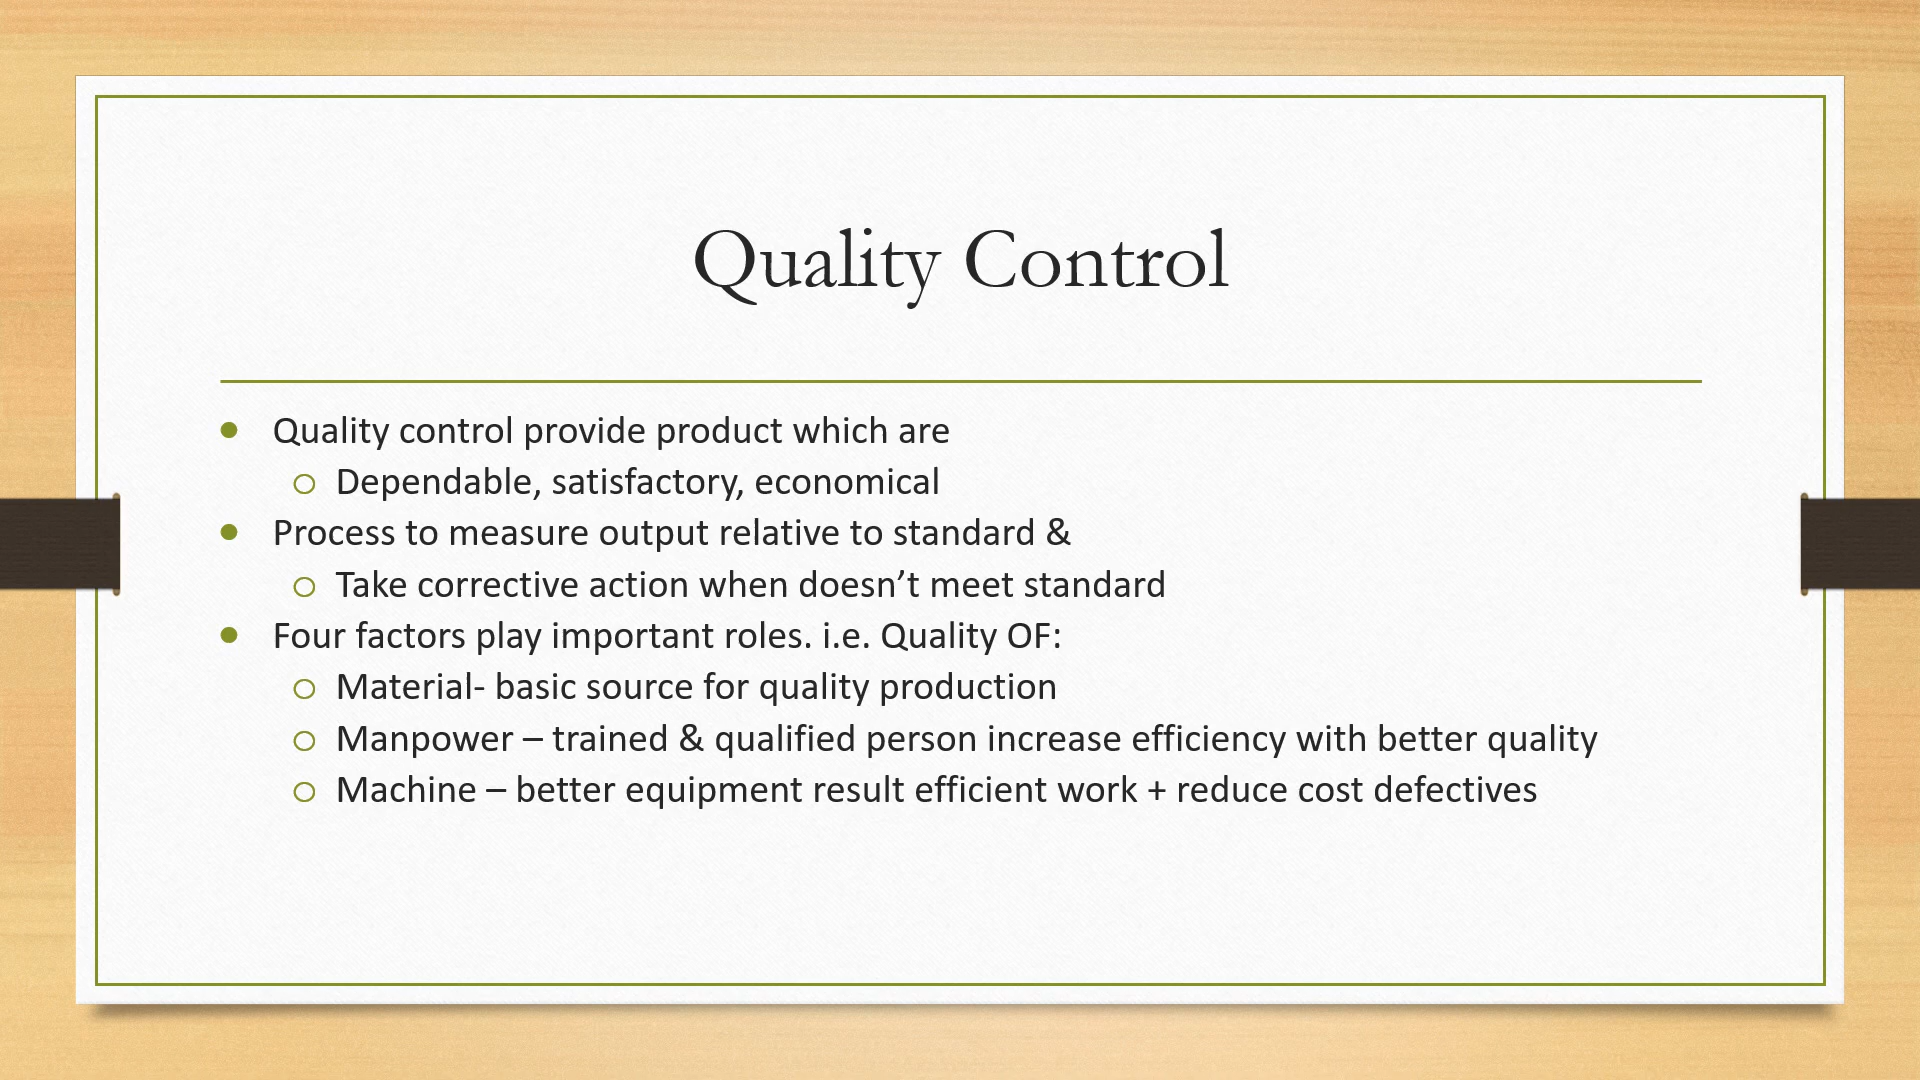 Quality Control
Quality control provide product which are
Dependable, satisfactory, economical
Process to measure output relative to standard &
Take corrective action when doesn’t meet standard
Four factors play important roles. i.e. Quality OF:
Material- basic source for quality production
Manpower – trained & qualified person increase efficiency with better quality
Machine – better equipment result efficient work + reduce cost defectives